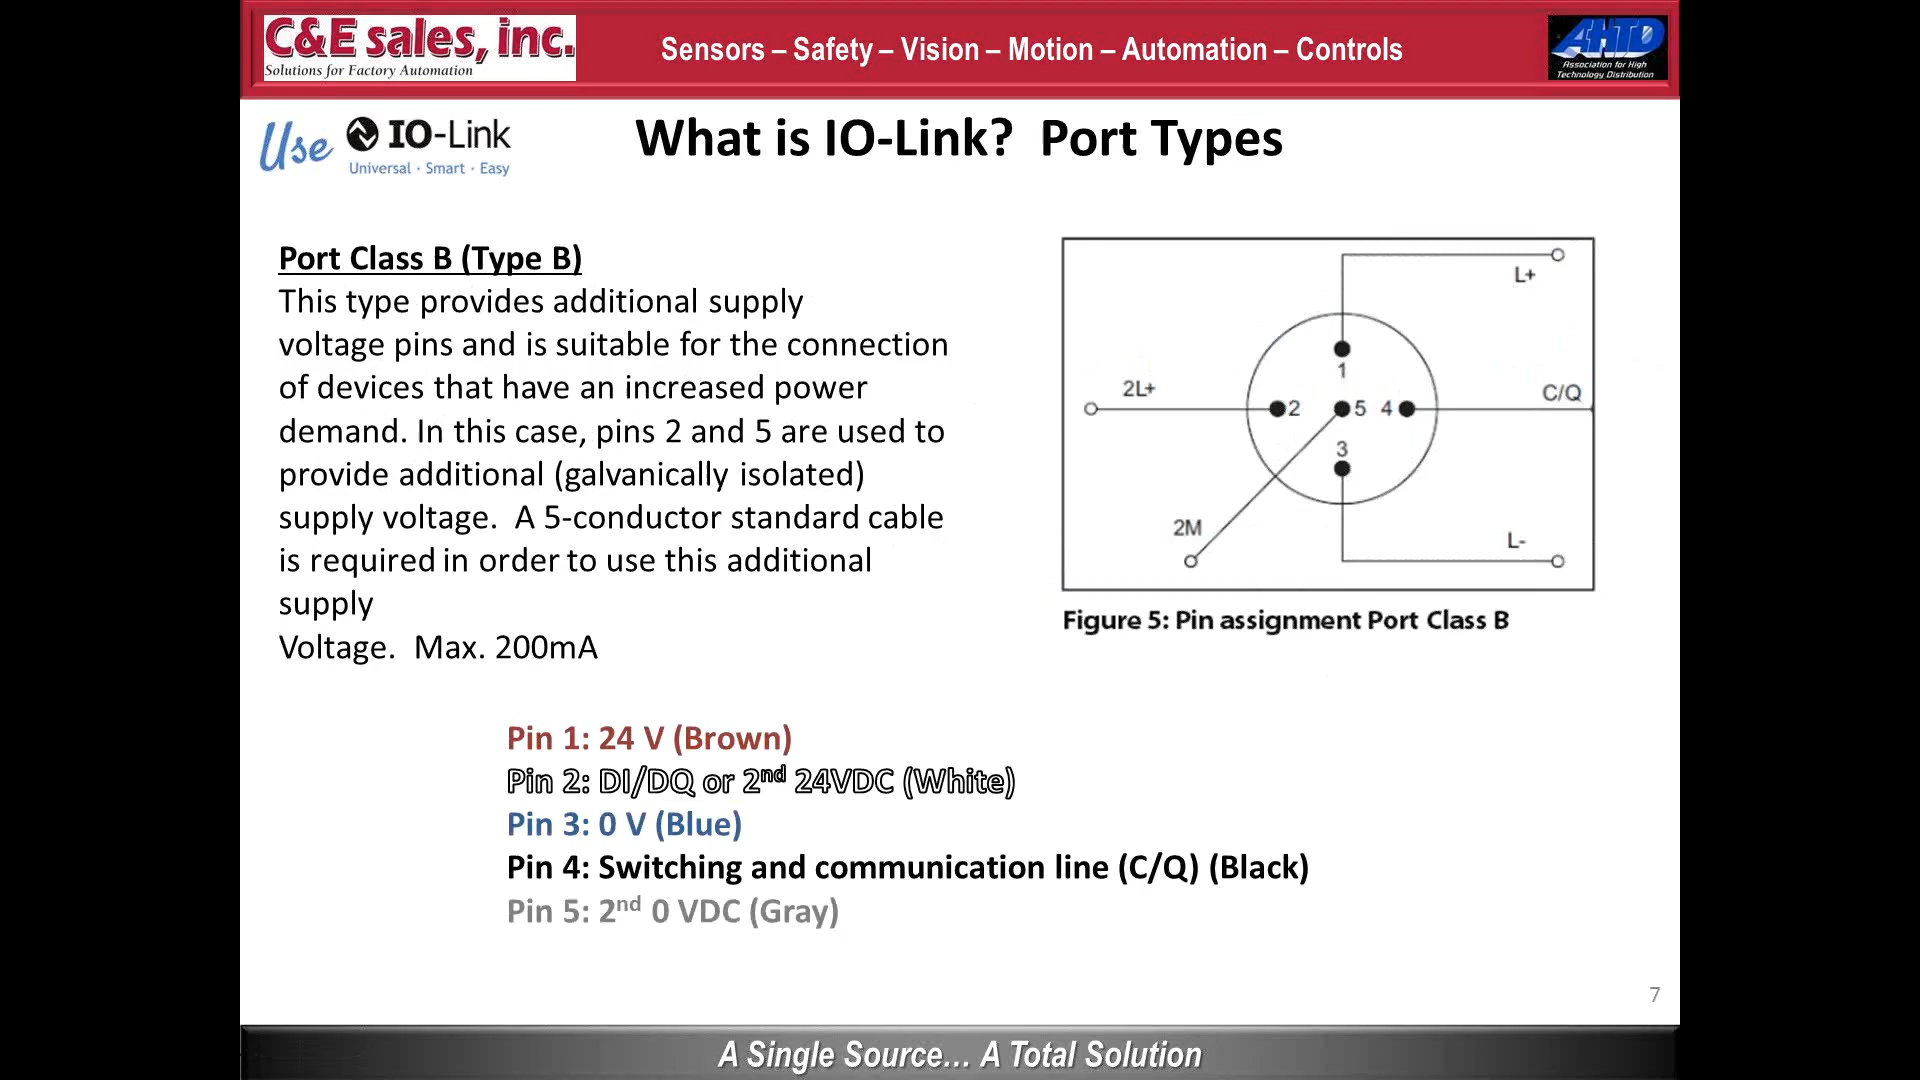 C&E sales, inc.
Solutions for Factory Automation
Sensors – Safety – Vision – Motion – Automation – Controls
AHTD
Association for High
Technology Distribution
Use IO-Link
Universal · Smart · Easy
What is IO-Link?  Port Types
Port Class B (Type B)
This type provides additional supply
voltage pins and is suitable for the connection
of devices that have an increased power
demand. In this case, pins 2 and 5 are used to
provide additional (galvanically isolated)
supply voltage.  A 5-conductor standard cable
is required in order to use this additional
supply
Voltage.  Max. 200mA
L+
1
2L+
2
5
4
C/Q
3
2M
L-
Figure 5: Pin assignment Port Class B
Pin 1: 24 V (Brown)
Pin 2: DI/DQ or 2nd 24VDC (White)
Pin 3: 0 V (Blue)
Pin 4: Switching and communication line (C/Q) (Black)
Pin 5: 2nd 0 VDC (Gray)
7
A Single Source... A Total Solution